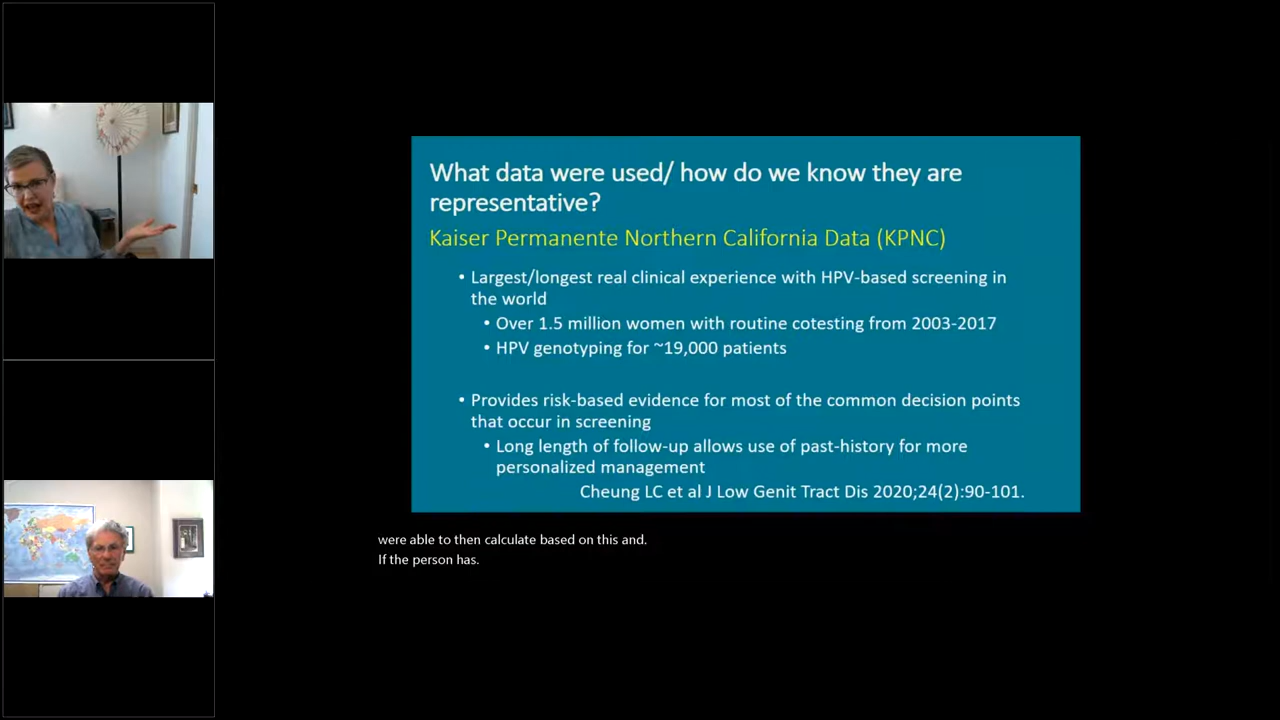 What data were used/ how do we know they are
representative?
Kaiser Permanente Northern California Data (KPNC)
• Largest/longest real clinical experience with HPV-based screening in
the world
• Over 1.5 million women with routine cotesting from 2003-2017
• HPV genotyping for ~19,000 patients
• Provides risk-based evidence for most of the common decision points
that occur in screening
• Long length of follow-up allows use of past-history for more
personalized management
Cheung LC et al J Low Genit Tract Dis 2020;24(2):90-101.
were able to then calculate based on this and.
If the person has.